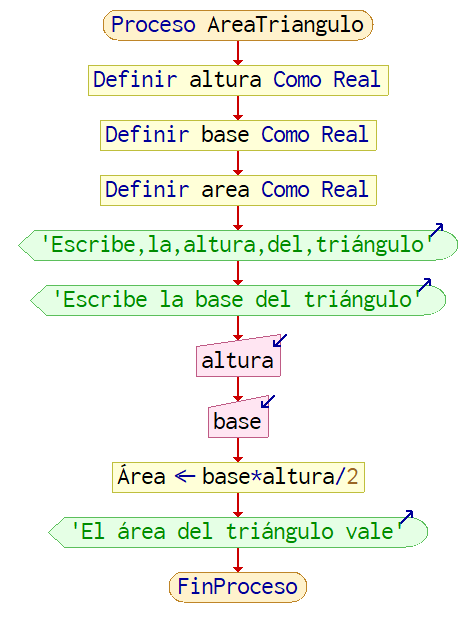 Proceso AreaTriangulo
Definir altura Como Real
Definir base Como Real
Definir area Como Real
'Escribe,la,altura,del,triángulo'
'Escribe la base del triángulo'
altura
base
Área ← base*altura/2
'El área del triángulo vale'
FinProceso